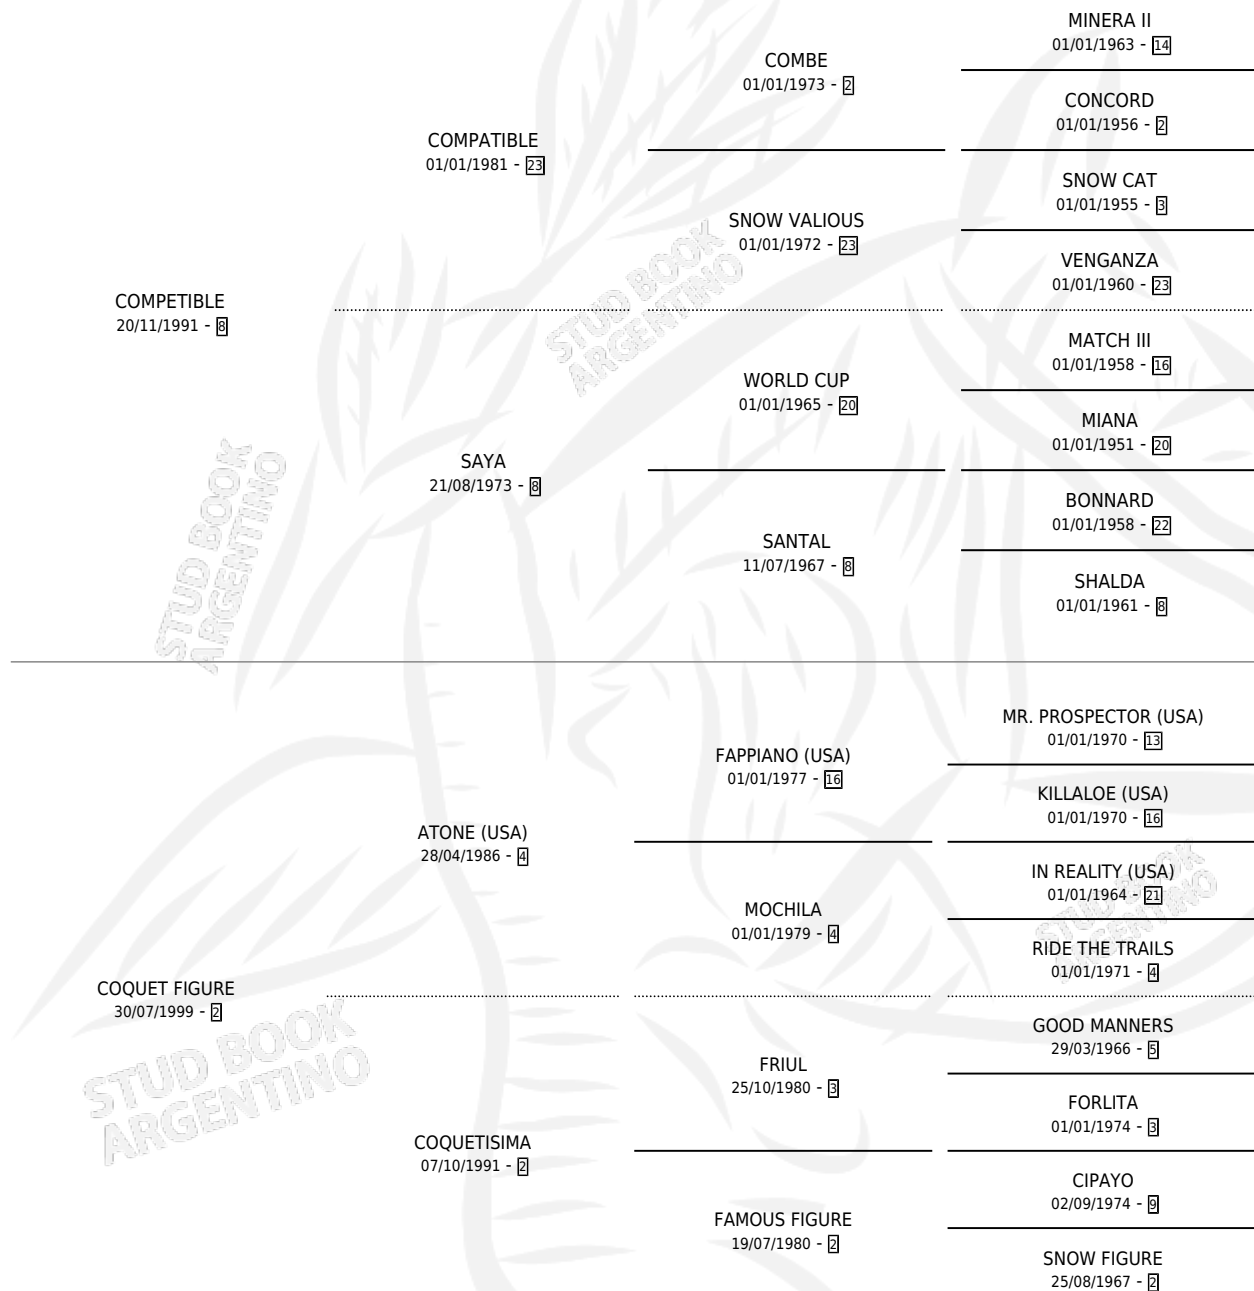 MINERA II
01/01/1963 - 14
COMBE
01/01/1973 - 2
CONCORD
01/01/1956 - 2
COMPATIBLE
01/01/1981 - 23
SNOW CAT
01/01/1955 - 3
SNOW VALIOUS
01/01/1972 - 23
VENGANZA
01/01/1960 - 23
COMPETIBLE
20/11/1991 - 8
MATCH III
01/01/1958 - 16
WORLD CUP
01/01/1965 - 20
MIANA
01/01/1951 - 20
SAYA
21/08/1973 - 8
BONNARD
01/01/1958 - 22
SANTAL
11/07/1967 - 8
SHALDA
01/01/1961 - 8
STUD BOOK
ARGENTINO
STUD BOOK
ARGENTINO
MR. PROSPECTOR (USA)
01/01/1970 - 13
FAPPIANO (USA)
01/01/1977 - 16
KILLALOE (USA)
01/01/1970 - 16
ATONE (USA)
28/04/1986 - 4
IN REALITY (USA)
01/01/1964 - 21
MOCHILA
01/01/1979 - 4
RIDE THE TRAILS
01/01/1971 - 4
COQUET FIGURE
30/07/1999 - 2
GOOD MANNERS
29/03/1966 - 5
FRIUL
25/10/1980 - 3
FORLITA
01/01/1974 - 3
COQUETISIMA
07/10/1991 - 2
CIPAYO
02/09/1974 - 9
FAMOUS FIGURE
19/07/1980 - 2
SNOW FIGURE
25/08/1967 - 2
STUD BOOK
ARGENTINO
STUD BOOK
ARGENTINO